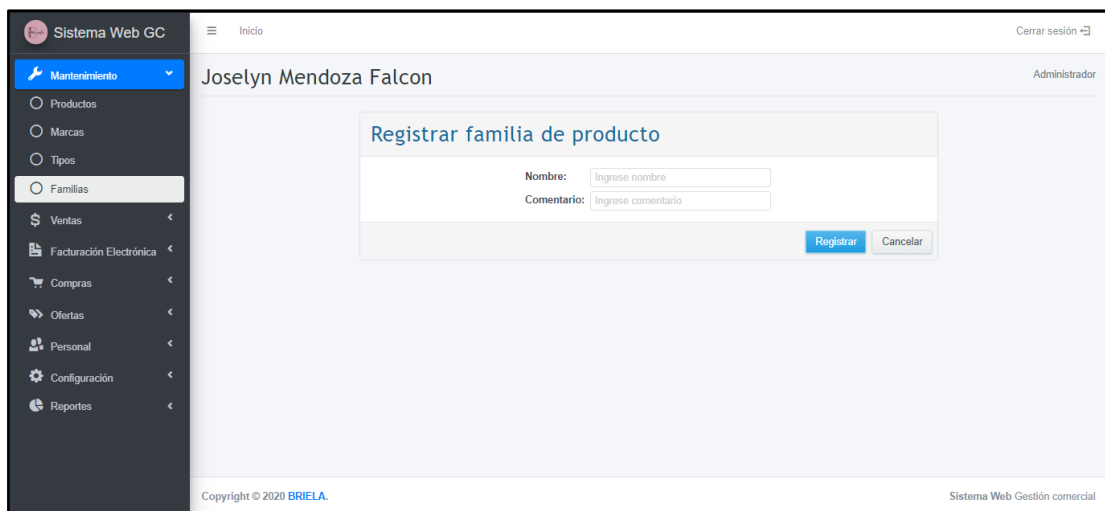 Sistema Web GC
Inicio
Cerrar sesión
Mantenimiento
Productos
Marcas
Tipos
Familias
Ventas
Facturación Electrónica
Compras
Ofertas
Personal
Configuración
Reportes
Joselyn Mendoza Falcon
Administrador
Registrar familia de producto
Nombre: Ingrese nombre
Comentario: Ingrese comentario
Registrar Cancelar
Copyright © 2020 BRIELA.
Sistema Web Gestión comercial